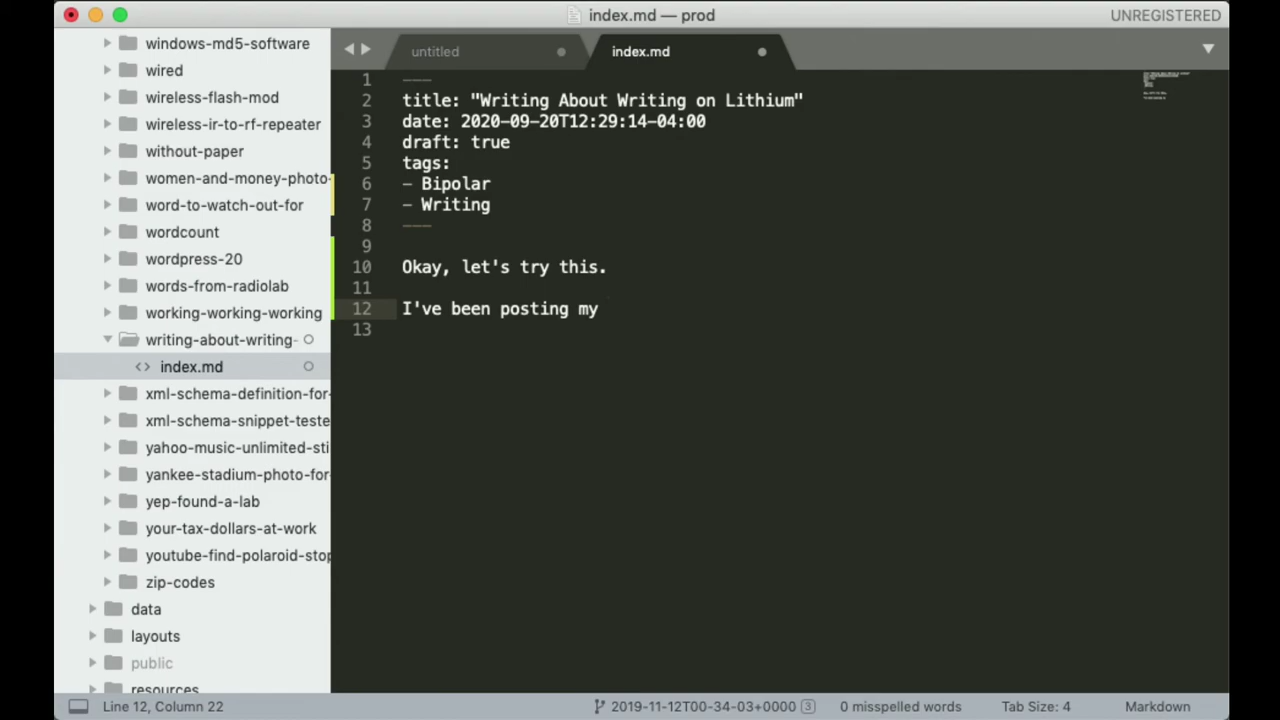 index.md — prod
UNREGISTERED
windows-md5-software
wired
wireless-flash-mod
wireless-ir-to-rf-repeater
without-paper
women-and-money-photo-
word-to-watch-out-for
wordcount
wordpress-20
words-from-radiolab
working-working-working
writing-about-writing-
<> index.md
xml-schema-definition-for-
xml-schema-snippet-teste
yahoo-music-unlimited-sti
yankee-stadium-photo-for-
yep-found-a-lab
your-tax-dollars-at-work
youtube-find-polaroid-stop
zip-codes
data
layouts
public
resources
untitled
index.md
1 ---
2 title: "Writing About Writing on Lithium"
3 date: 2020-09-20T12:29:14-04:00
4 draft: true
5 tags:
6 - Bipolar
7 - Writing
8 ---
9
10 Okay, let's try this.
11
12 I've been posting my
13
Line 12, Column 22
2019-11-12T00-34-03+0000 3
0 misspelled words
Tab Size: 4
Markdown